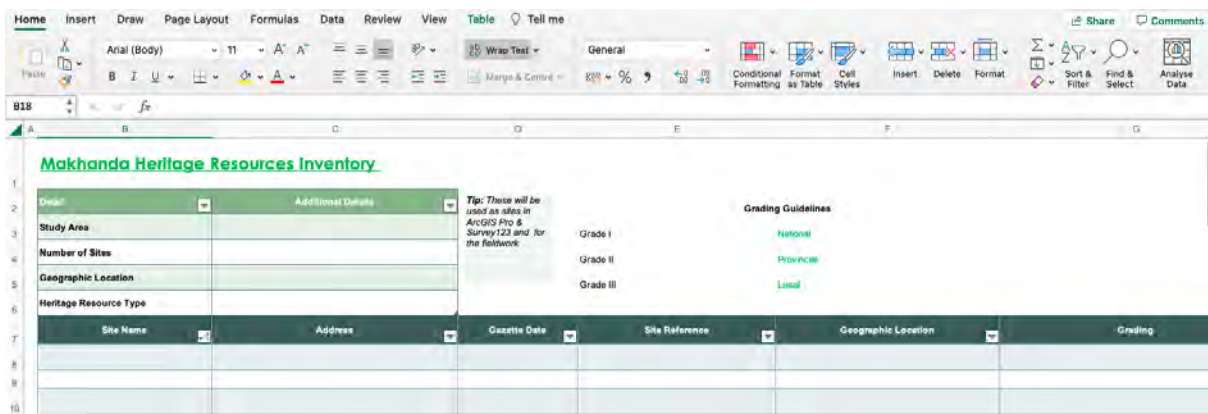 Home Insert Draw Page Layout Formulas Data Review View Table Tell me Share Comments
Arial (Body) 11 A A Wrap Text General
Paste B I U A Merge & Centre % Conditional Formatting Format as Table Cell Styles Insert Delete Format Sort & Filter Find & Select Analyse Data
B18 fx
A B C D E F G
1 Makhanda Heritage Resources Inventory
2 Detail Additional Details
Tip: These will be
used as sites in
ArcGIS Pro &
Survey123 and for
the fieldwork
Grading Guidelines
3 Study Area Grade I National
4 Number of Sites Grade II Provincial
5 Geographic Location Grade III Local
6 Heritage Resource Type
7 Site Name Address Gazette Date Site Reference Geographic Location Grading
8
9
10